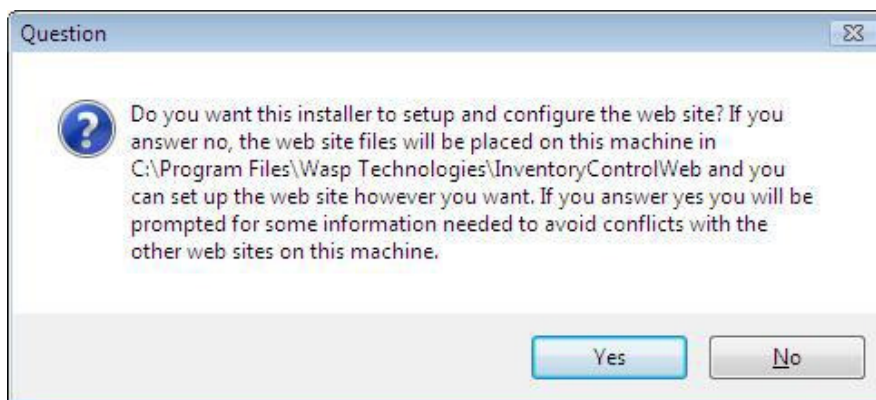 Question
Do you want this installer to setup and configure the web site? If you
answer no, the web site files will be placed on this machine in
C:\Program Files\Wasp Technologies\InventoryControlWeb and you
can set up the web site however you want. If you answer yes you will be
prompted for some information needed to avoid conflicts with the
other web sites on this machine.
Yes
No